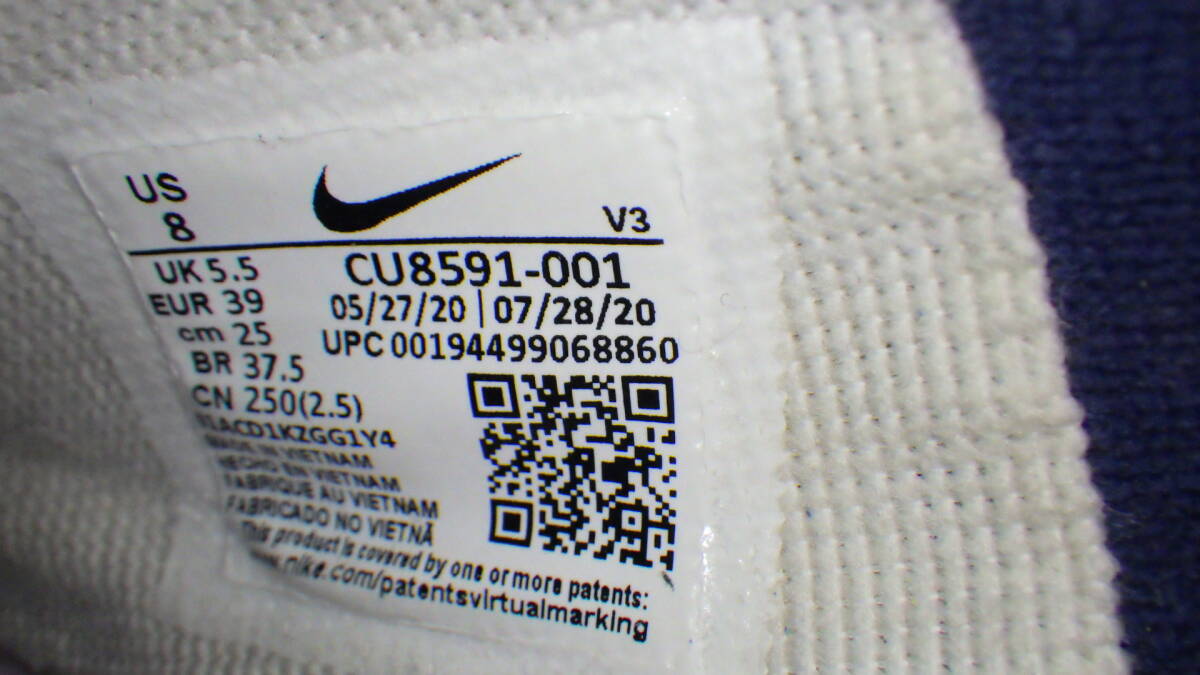 US
8
V3
UK 5.5
EUR 39
cm 25
BR 37.5
CN 250(2.5)
CU8591-001
05/27/20 | 07/28/20
UPC 00194499068860
MADE IN VIETNAM
HECHO EN VIETNAM
FABRIQUE AU VIETNAM
FABRICADO NO VIETNÃ
This product is covered by one or more patents:
.nike.com/patentsvirtualmarking